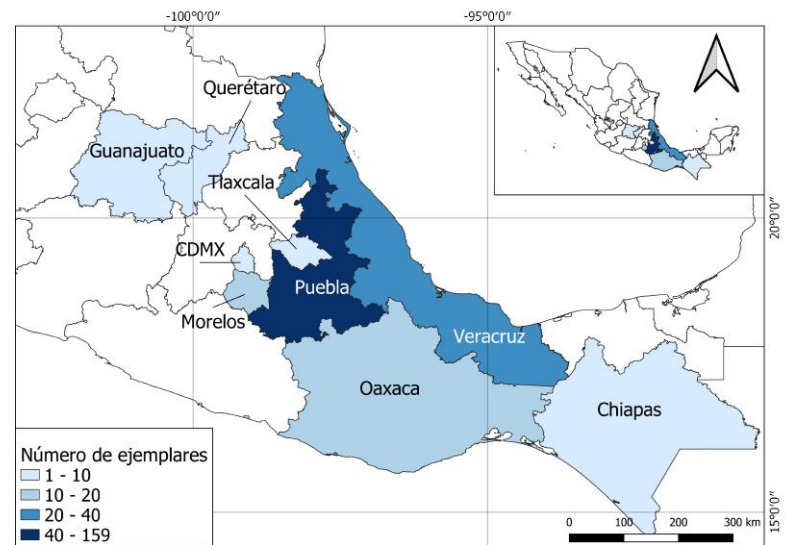 -100°0'0"
-95°0'0"
Querétaro
Guanajuato
Tlaxcala
20°0'0"
CDMX
Puebla
Morelos
Veracruz
Oaxaca
Chiapas
Número de ejemplares
1 - 10
10 - 20
20 - 40
40 - 159
0 100 200 300 km
15°0'0"